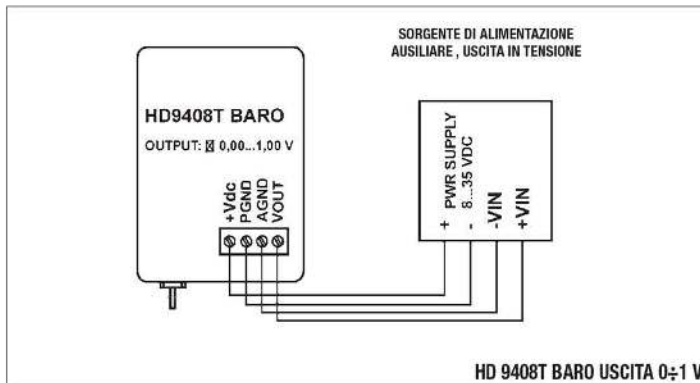 SORGENTE DI ALIMENTAZIONE
AUSILIARE , USCITA IN TENSIONE
HD9408T BARO
OUTPUT: ☒ 0,00...1,00 V
+Vdc
PGND
AGND
VOUT
+ PWR SUPPLY
- 8...35 VDC
-VIN
+VIN
HD 9408T BARO USCITA 0÷1 V